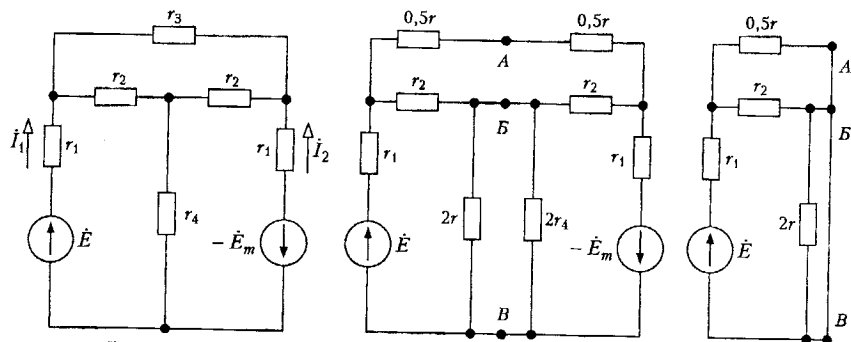 r₃
r₂ r₂
İ₁ r₁ r₁ İ₂
r₄
Ė −Ėₘ
0,5r 0,5r
А
r₂ r₂
Б
r₁ r₁
2r 2r₄
Ė −Ėₘ
В
0,5r
А
r₂
Б
r₁
2r
Ė
В